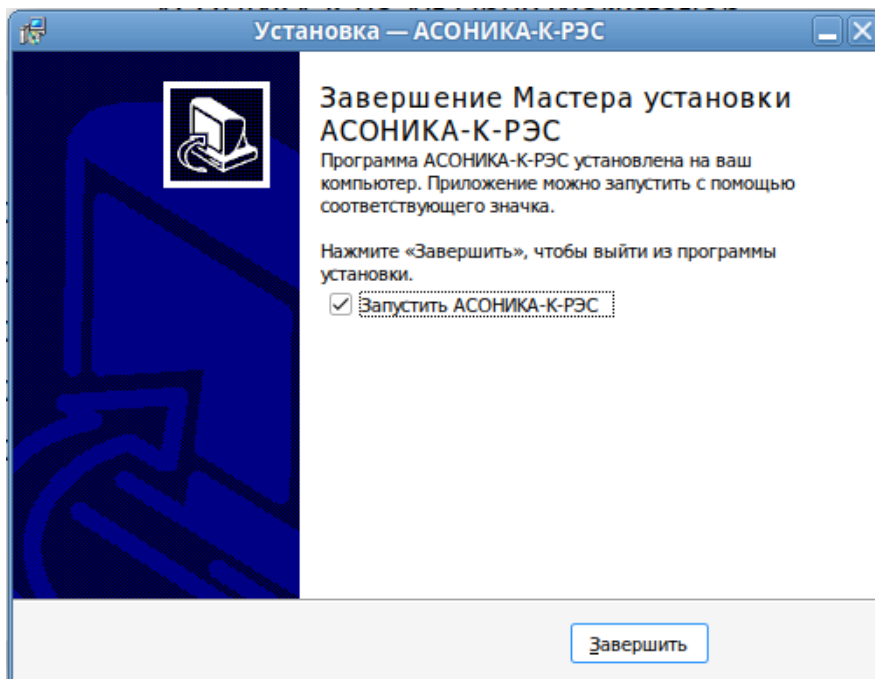 Установка — АСОНИКА-К-РЭС
Завершение Мастера установки
АСОНИКА-К-РЭС
Программа АСОНИКА-К-РЭС установлена на ваш
компьютер. Приложение можно запустить с помощью
соответствующего значка.
Нажмите «Завершить», чтобы выйти из программы
установки.
Запустить АСОНИКА-К-РЭС
Завершить